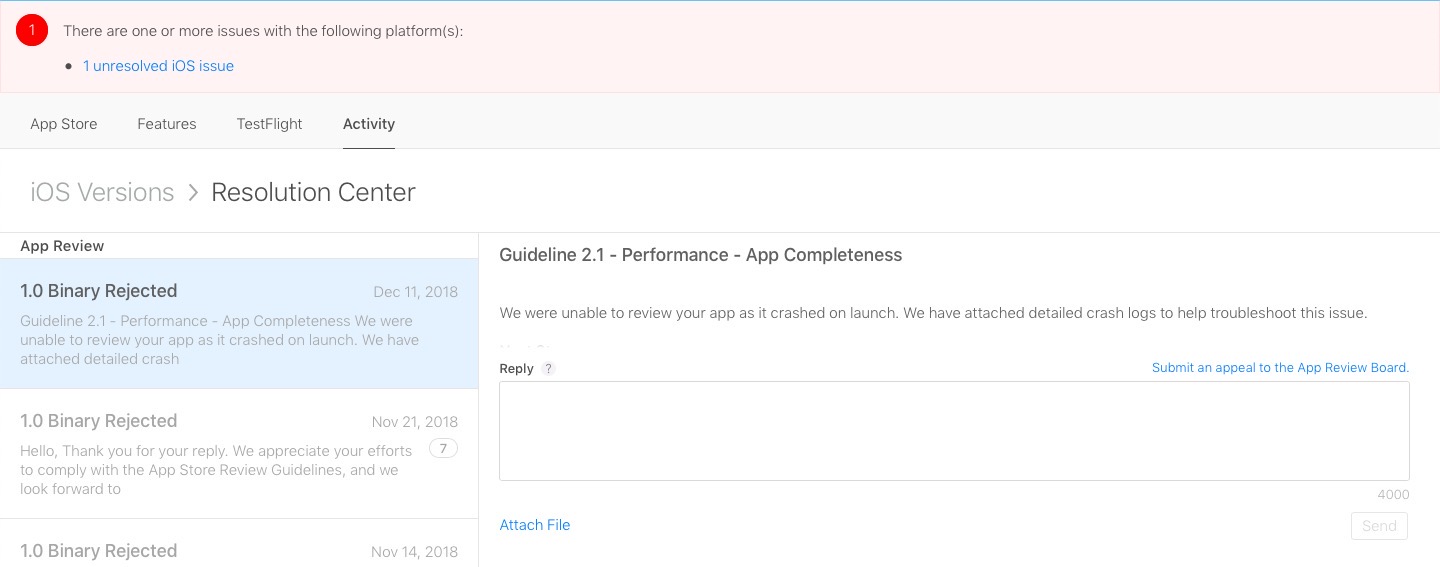 1
There are one or more issues with the following platform(s):
• 1 unresolved iOS issue
App Store Features TestFlight Activity
iOS Versions > Resolution Center
App Review
1.0 Binary Rejected Dec 11, 2018
Guideline 2.1 - Performance - App Completeness We were
unable to review your app as it crashed on launch. We have
attached detailed crash
1.0 Binary Rejected Nov 21, 2018
Hello, Thank you for your reply. We appreciate your efforts 7
to comply with the App Store Review Guidelines, and we
look forward to
1.0 Binary Rejected Nov 14, 2018
Guideline 2.1 - Performance - App Completeness
We were unable to review your app as it crashed on launch. We have attached detailed crash logs to help troubleshoot this issue.
Reply ? Submit an appeal to the App Review Board.
4000
Attach File Send